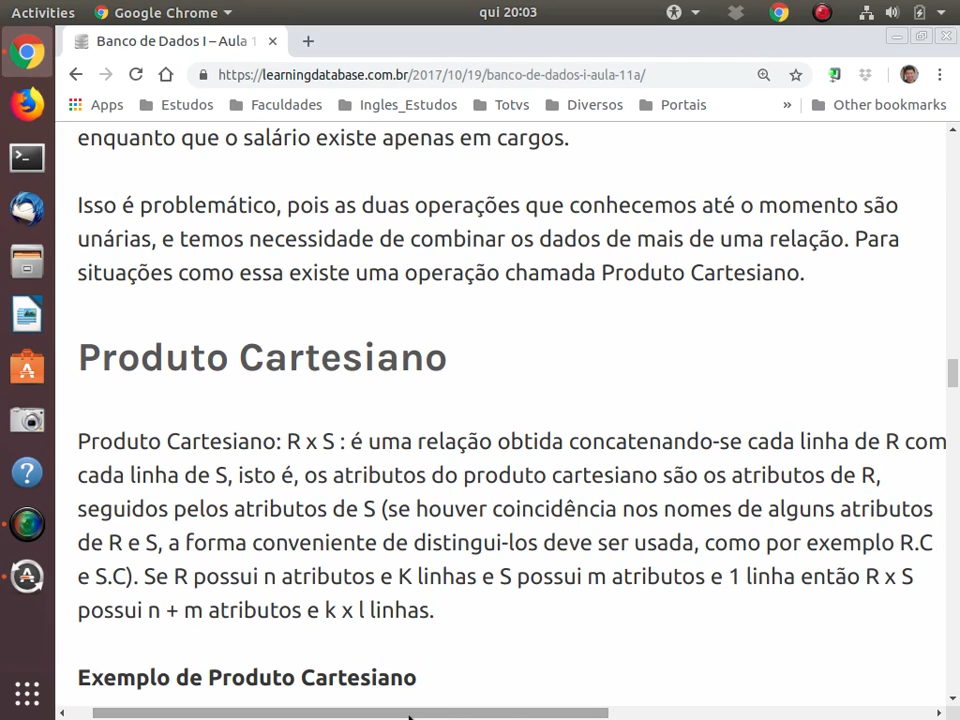 Activities
Google Chrome
qui 20:03
Banco de Dados I – Aula 1
https://learningdatabase.com.br/2017/10/19/banco-de-dados-i-aula-11a/
Apps Estudos Faculdades Ingles_Estudos Totvs Diversos Portais » Other bookmarks
enquanto que o salário existe apenas em cargos.
Isso é problemático, pois as duas operações que conhecemos até o momento são
unárias, e temos necessidade de combinar os dados de mais de uma relação. Para
situações como essa existe uma operação chamada Produto Cartesiano.
Produto Cartesiano
Produto Cartesiano: R x S : é uma relação obtida concatenando-se cada linha de R com
cada linha de S, isto é, os atributos do produto cartesiano são os atributos de R,
seguidos pelos atributos de S (se houver coincidência nos nomes de alguns atributos
de R e S, a forma conveniente de distingui-los deve ser usada, como por exemplo R.C
e S.C). Se R possui n atributos e K linhas e S possui m atributos e 1 linha então R x S
possui n + m atributos e k x l linhas.
Exemplo de Produto Cartesiano